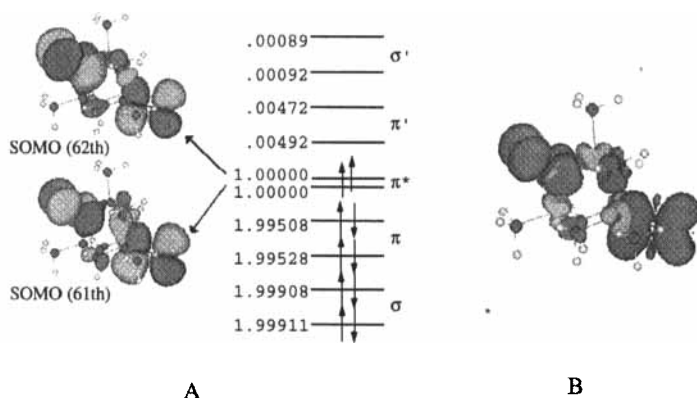 .00089
σ'
.00092
.00472
π'
.00492
SOMO (62th)
1.00000
1.00000
π*
1.99508
π
1.99528
SOMO (61th)
1.99908
σ
1.99911
A
B